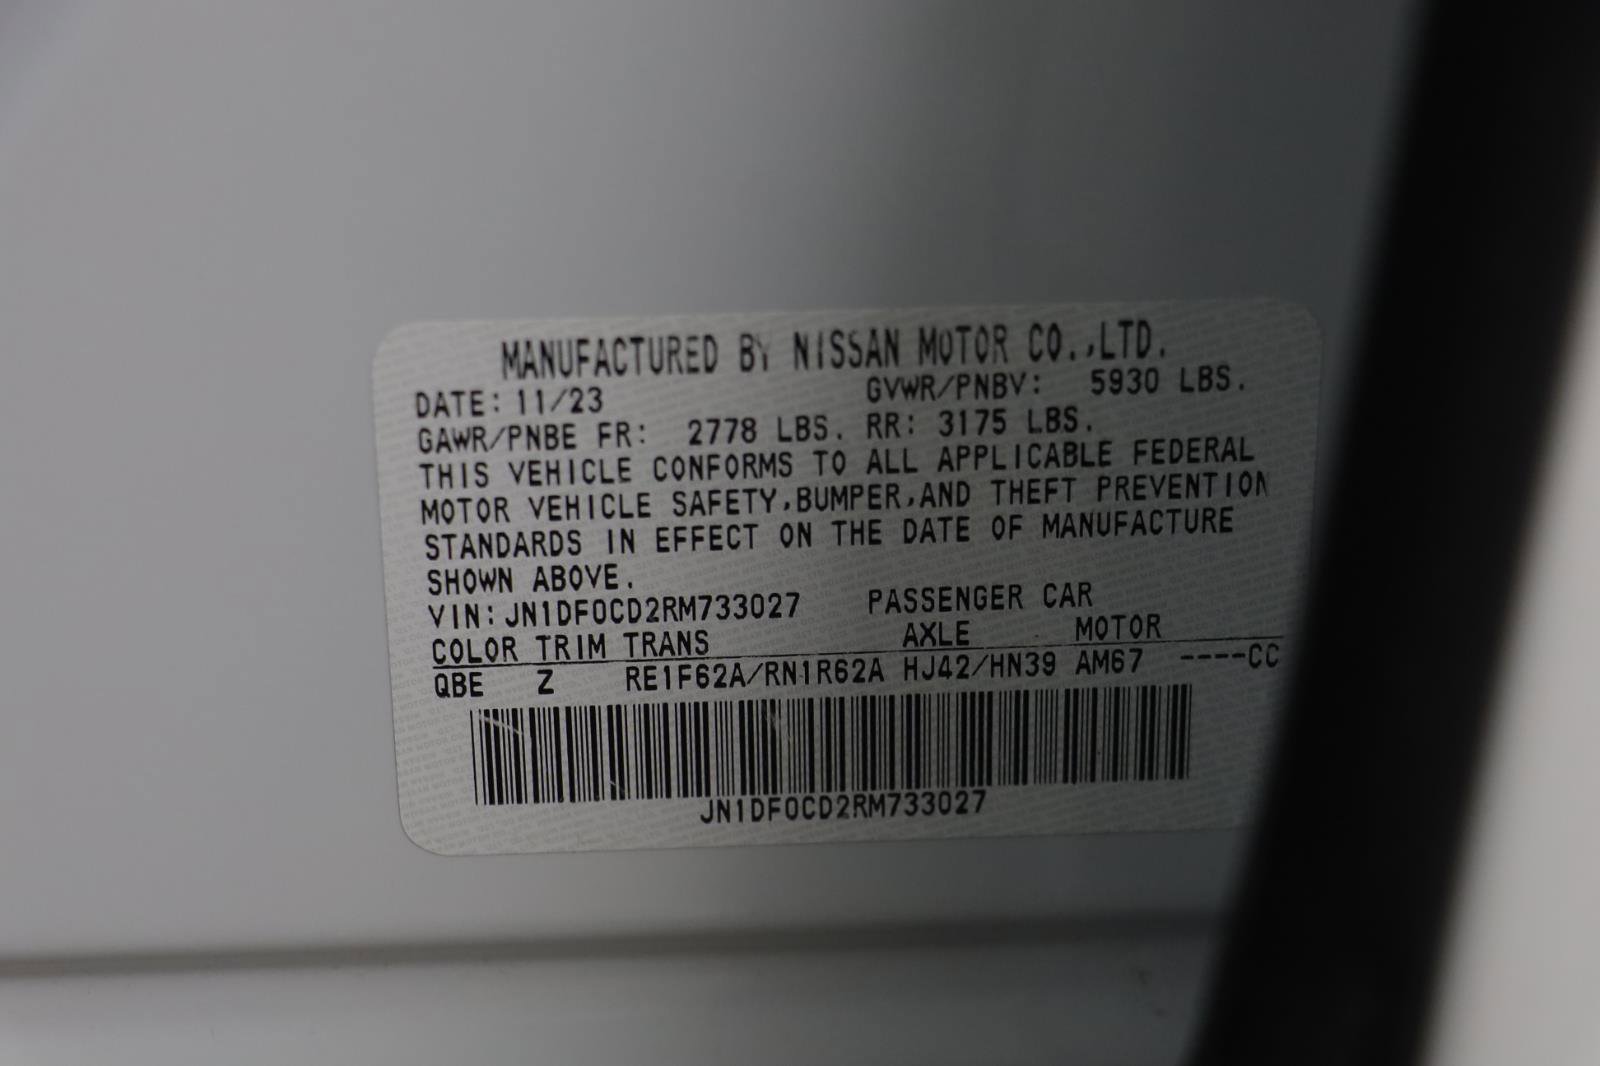 MANUFACTURED BY NISSAN MOTOR CO.,LTD.
DATE: 11/23 GVWR/PNBV: 5930 LBS.
GAWR/PNBE FR: 2778 LBS. RR: 3175 LBS.
THIS VEHICLE CONFORMS TO ALL APPLICABLE FEDERAL
MOTOR VEHICLE SAFETY,BUMPER,AND THEFT PREVENTION
STANDARDS IN EFFECT ON THE DATE OF MANUFACTURE
SHOWN ABOVE.
VIN: JN1DF0CD2RM733027 PASSENGER CAR
COLOR TRIM TRANS AXLE MOTOR
QBE Z RE1F62A/RN1R62A HJ42/HN39 AM67 ----CC
JN1DF0CD2RM733027